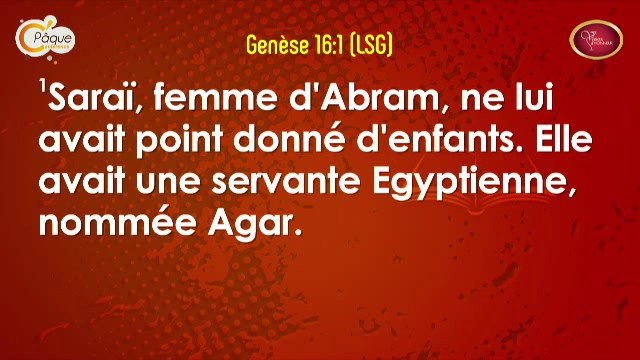 Pâque
Genèse 16:1 (LSG)
1Saraï, femme d'Abram, ne lui
avait point donné d'enfants. Elle
avait une servante Egyptienne,
nommée Agar.